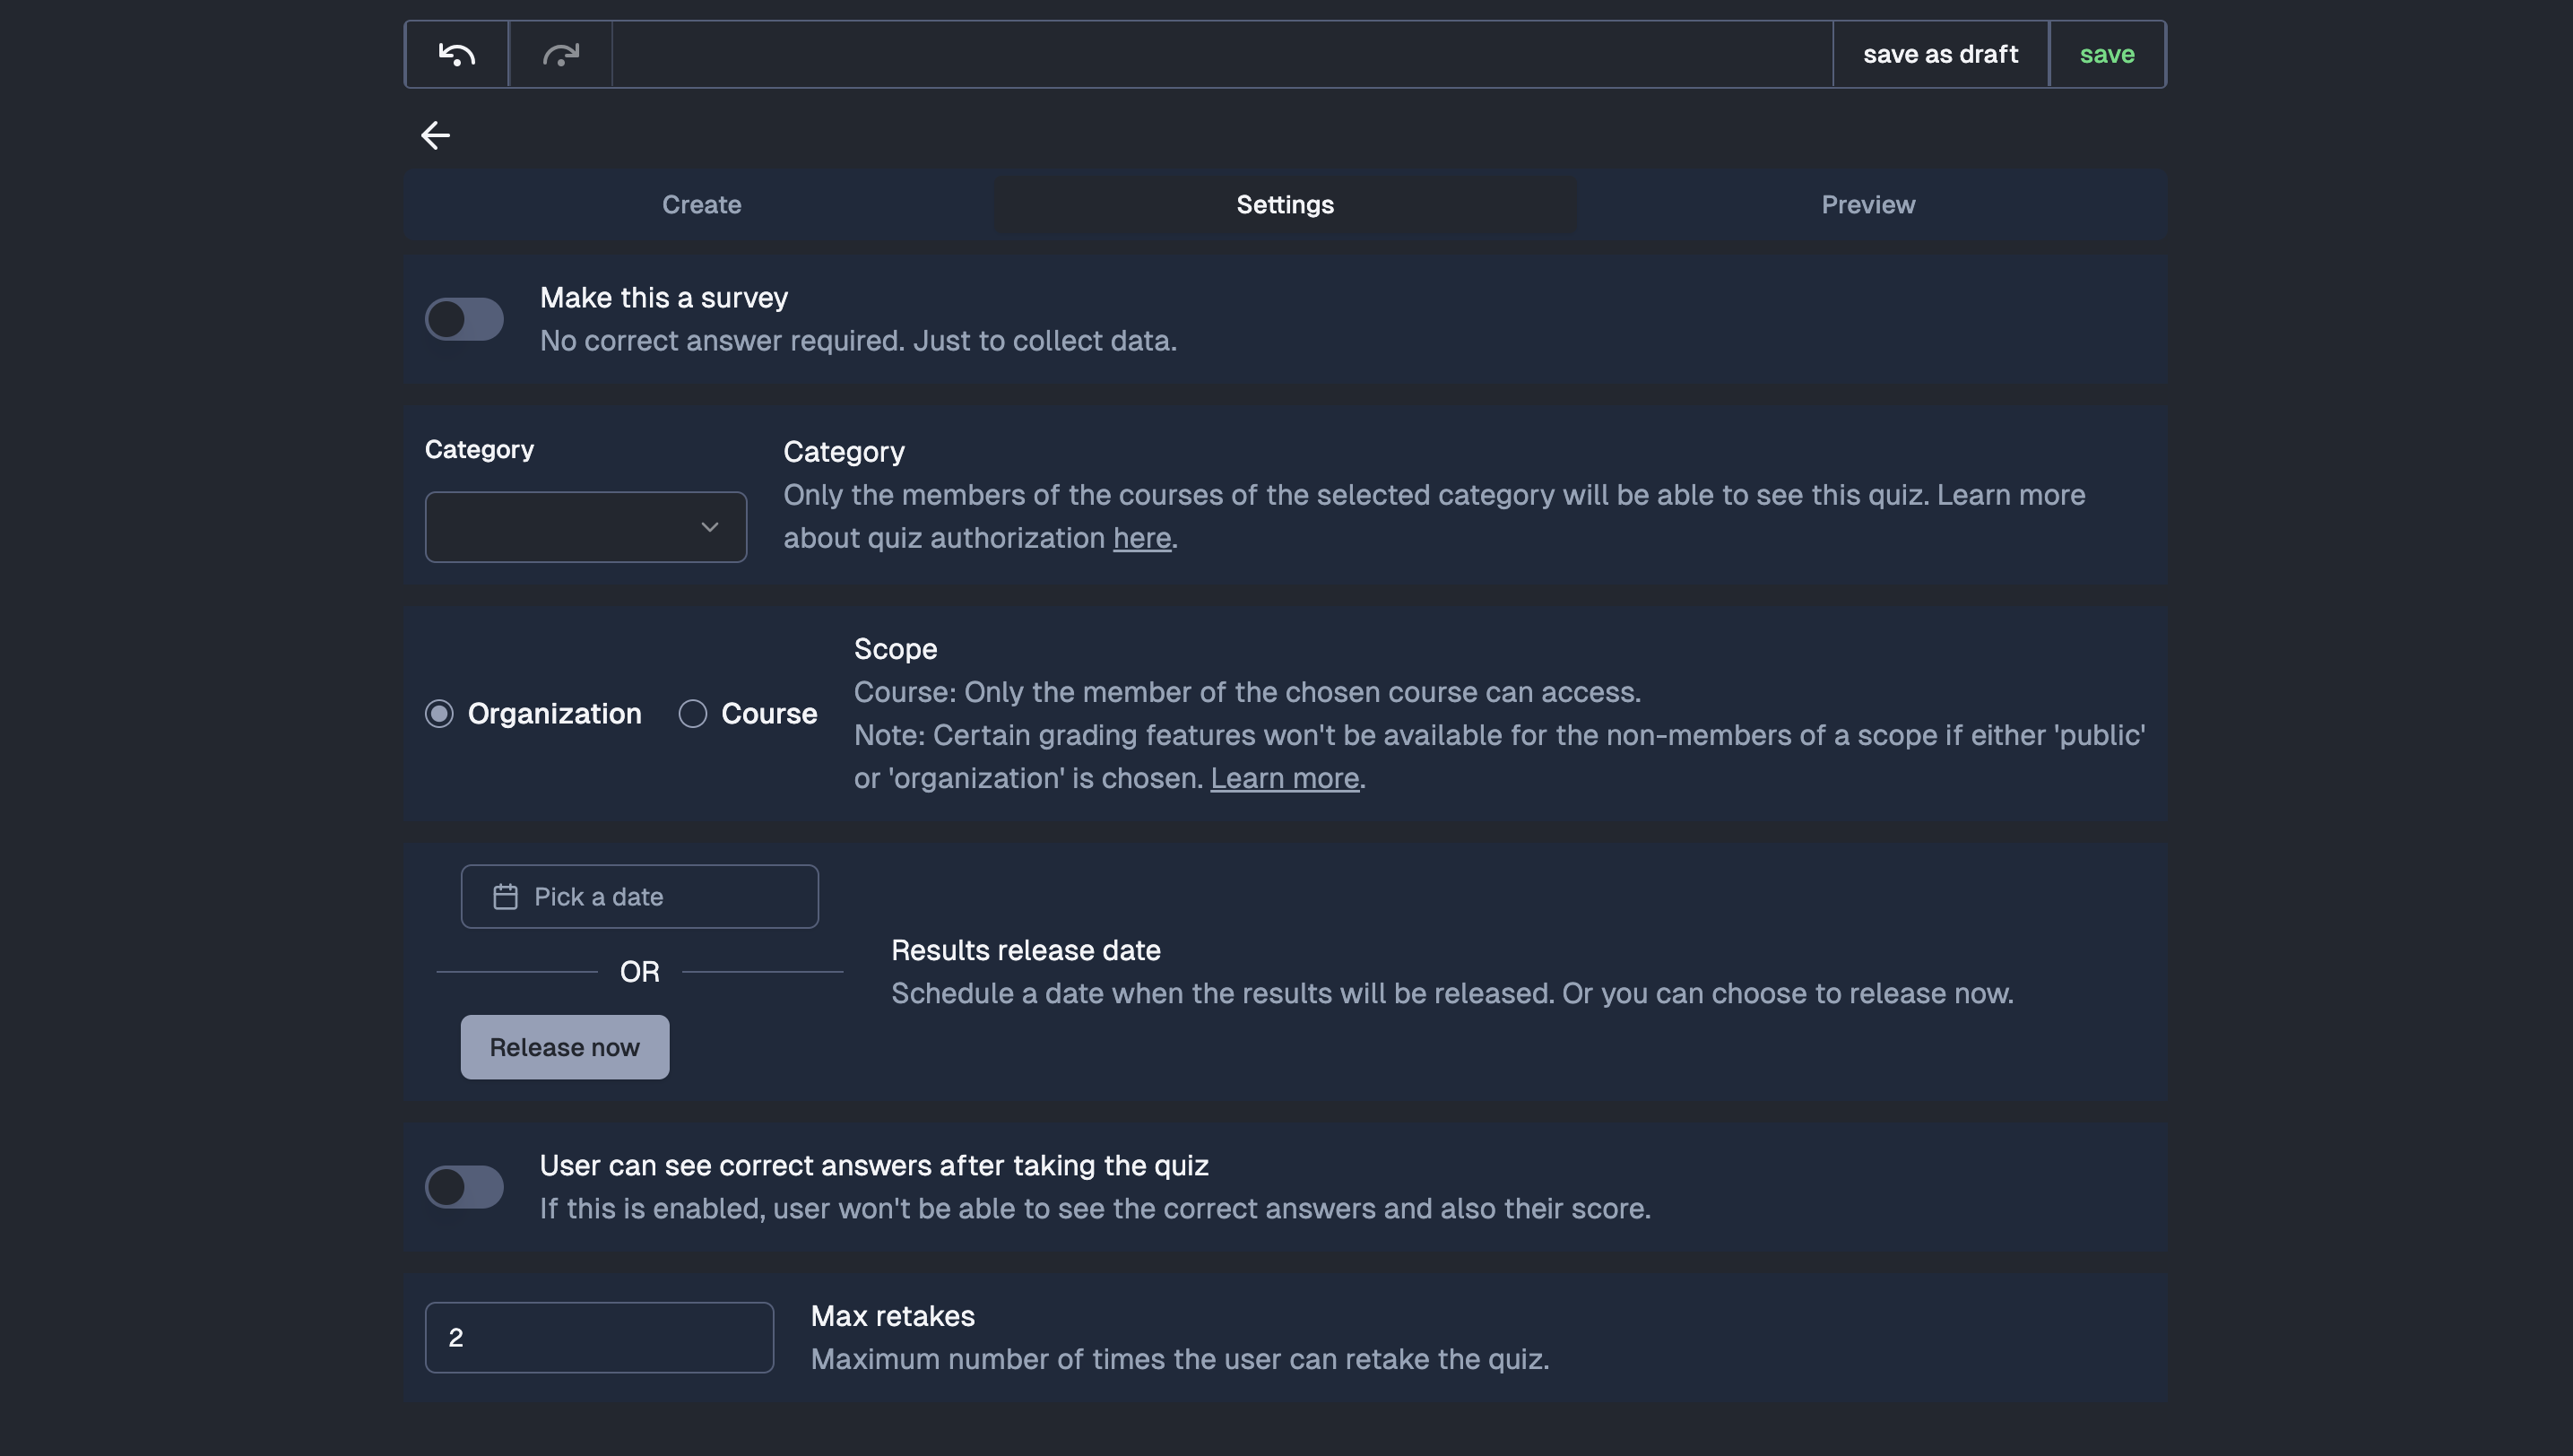 save as draft
save
Create
Settings
Preview
Make this a survey
No correct answer required. Just to collect data.
Category
Category
Only the members of the courses of the selected category will be able to see this quiz. Learn more
about quiz authorization here.
Organization
Course
Scope
Course: Only the member of the chosen course can access.
Note: Certain grading features won't be available for the non-members of a scope if either 'public'
or 'organization' is chosen. Learn more.
Pick a date
OR
Release now
Results release date
Schedule a date when the results will be released. Or you can choose to release now.
User can see correct answers after taking the quiz
If this is enabled, user won't be able to see the correct answers and also their score.
2
Max retakes
Maximum number of times the user can retake the quiz.